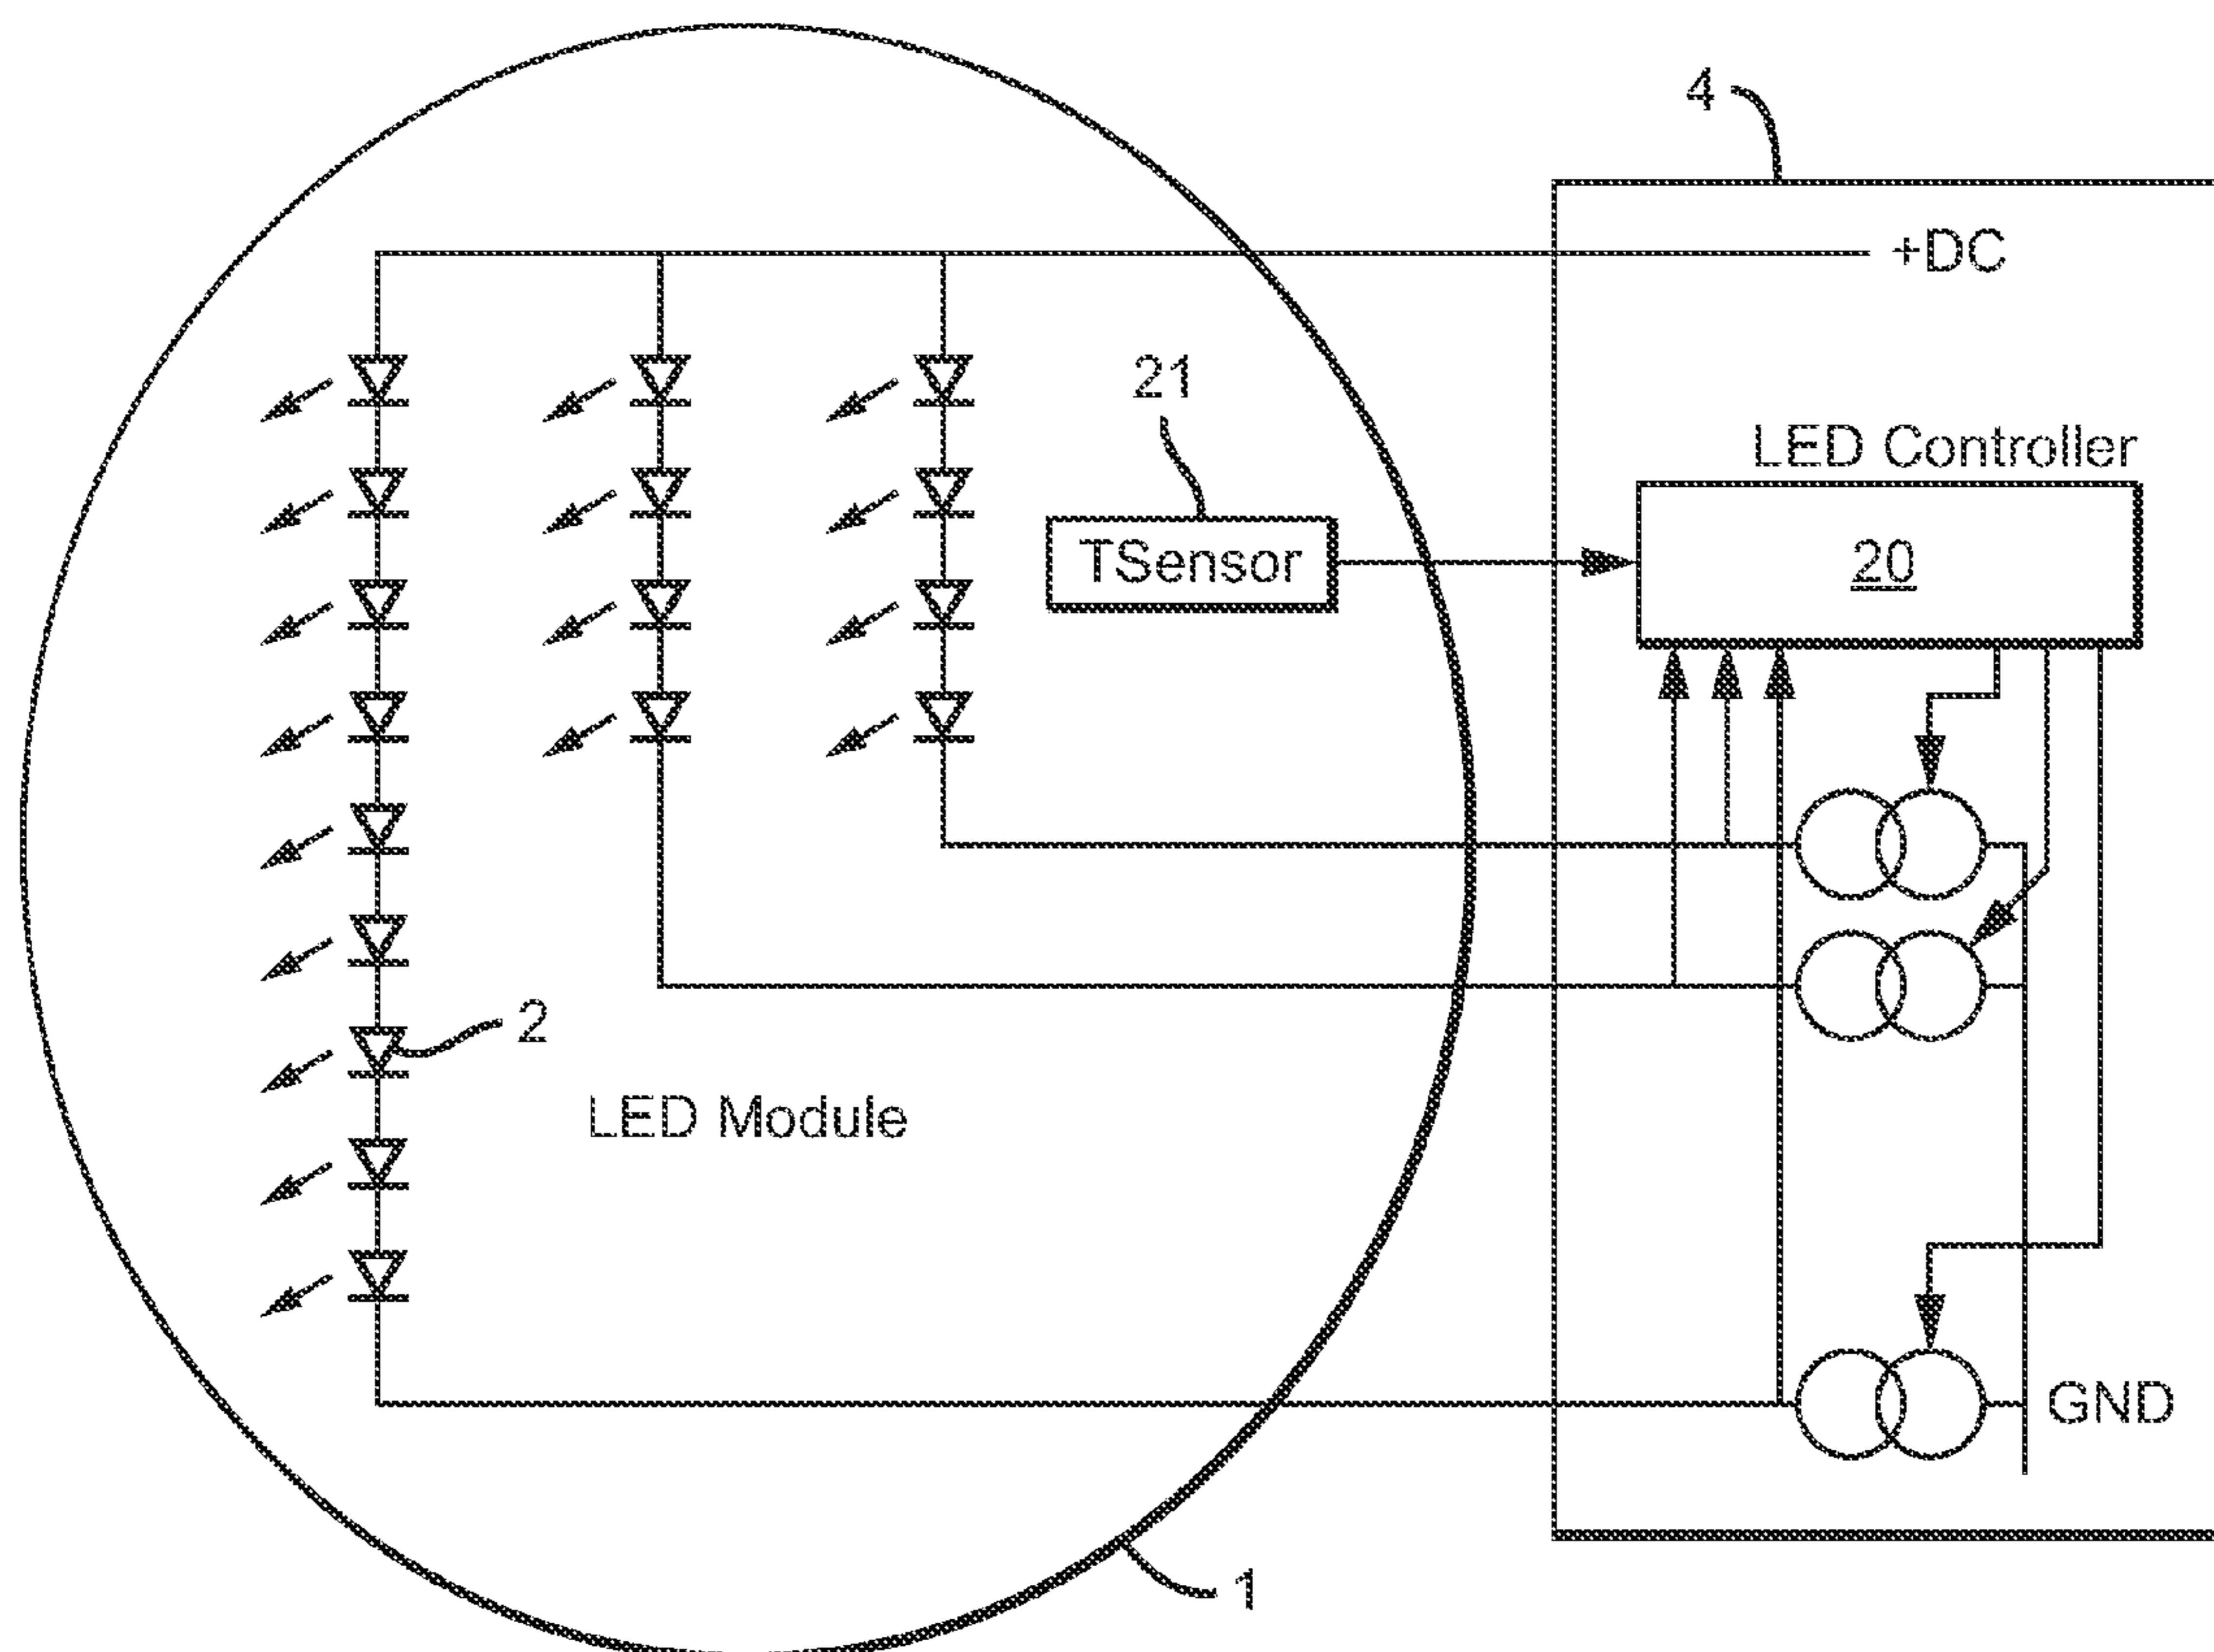 4
+DC
21
LED Controller
TSensor
20
2
LED Module
GND
1